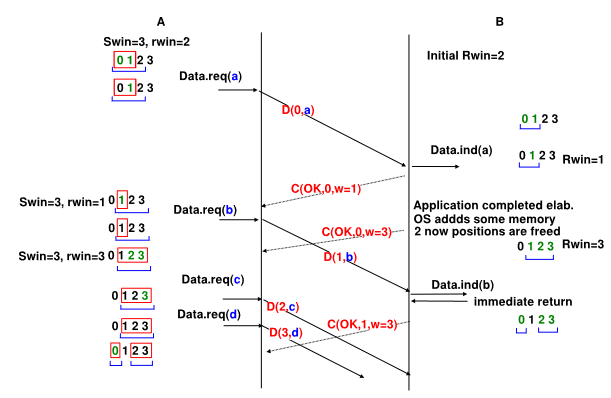 A
B
Swin=3, rwin=2
Initial Rwin=2
0 1 2 3
Data.req(a)
0 1 2 3
D(0,a)
0 1 2 3
Data.ind(a)
0 1 2 3
Rwin=1
C(OK,0,w=1)
Swin=3, rwin=1
0 1 2 3
Data.req(b)
Application completed elab.
OS addds some memory
2 now positions are freed
0 1 2 3
C(OK,0,w=3)
0 1 2 3
Rwin=3
Swin=3, rwin=3
0 1 2 3
D(1,b)
Data.req(c)
Data.ind(b)
0 1 2 3
immediate return
D(2,c)
Data.req(d)
C(OK,1,w=3)
0 1 2 3
0 1 2 3
D(3,d)
0 1 2 3